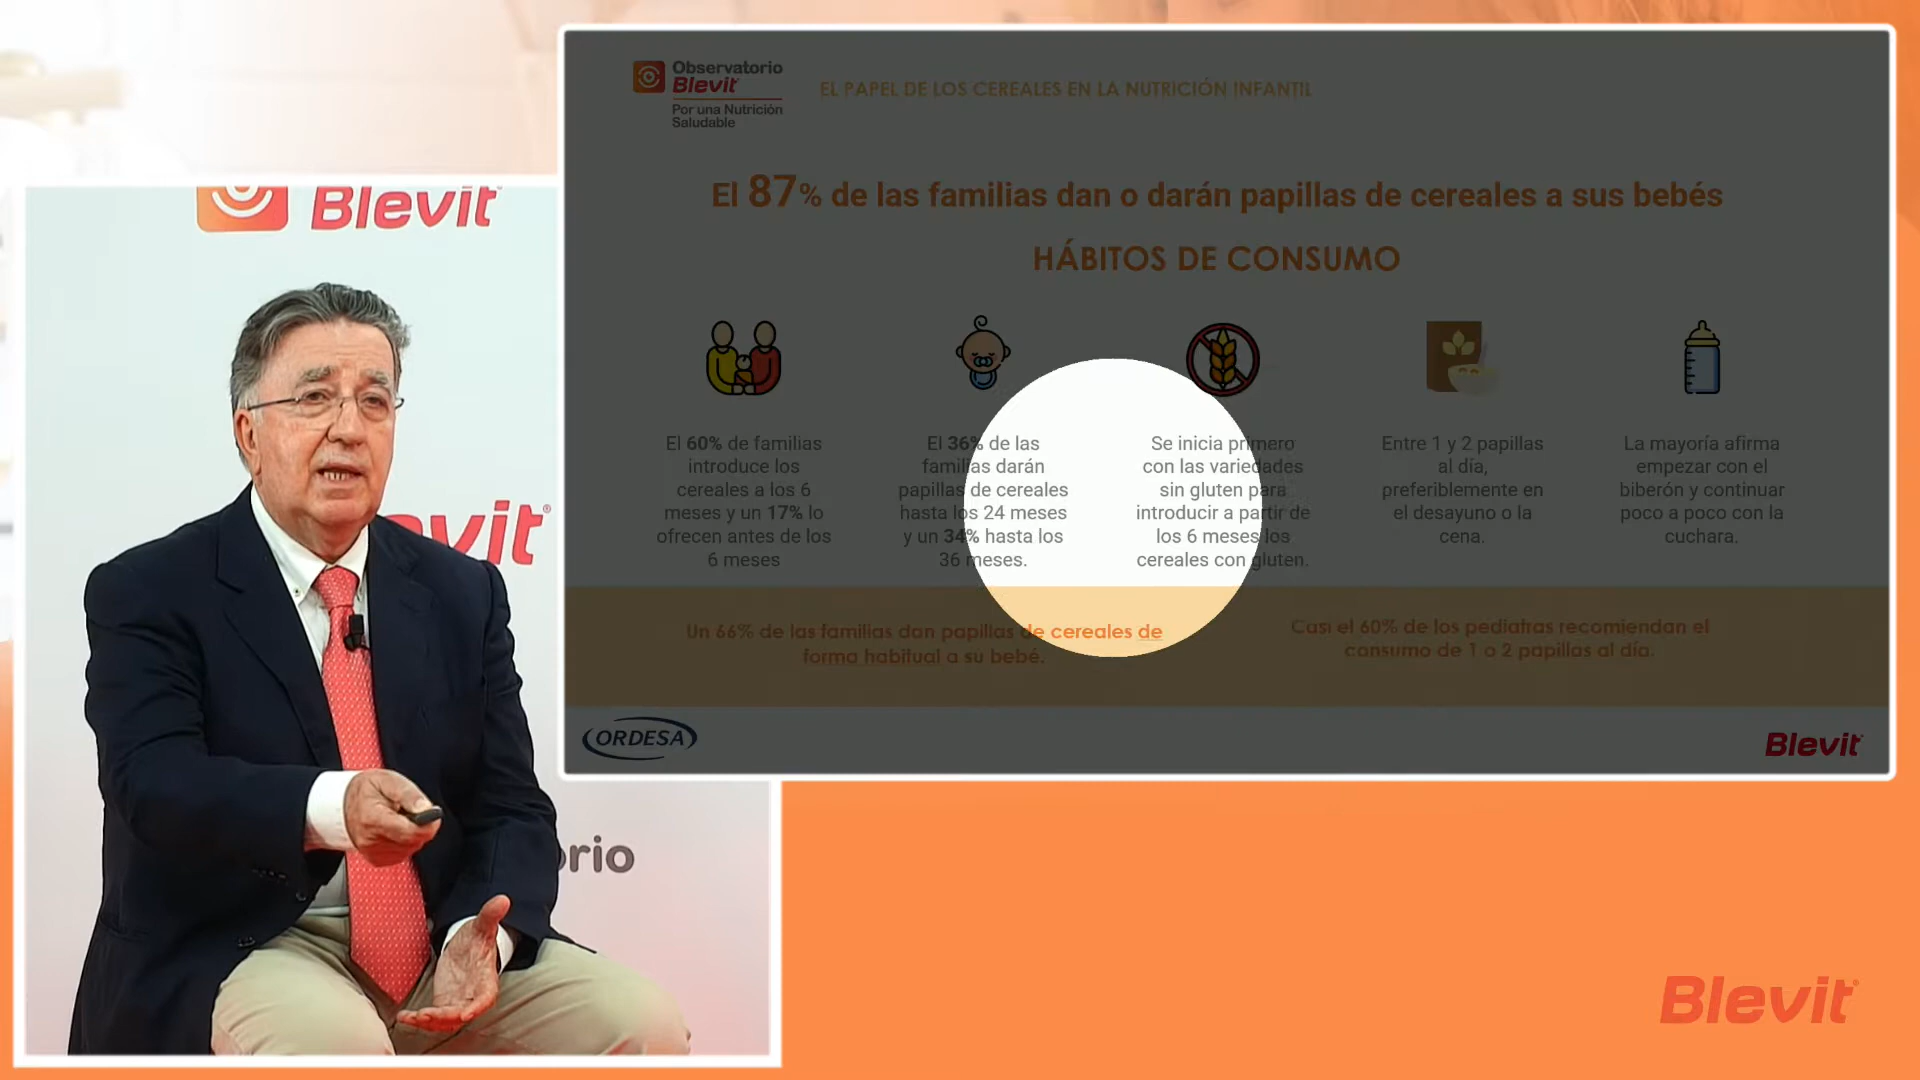 Observatorio
Blevit
Por una Nutrición
Saludable
EL PAPEL DE LOS CEREALES EN LA NUTRICIÓN INFANTIL
El 87% de las familias dan o darán papillas de cereales a sus bebés
HÁBITOS DE CONSUMO
El 60% de familias
introduce los
cereales a los 6
meses y un 17% lo
ofrecen antes de los
6 meses
El 36% de las
familias darán
papillas de cereales
hasta los 24 meses
y un 34% hasta los
36 meses.
Se inicia primero
con las variedades
sin gluten para
introducir a partir de
los 6 meses los
cereales con gluten.
Entre 1 y 2 papillas
al día,
preferiblemente en
el desayuno o la
cena.
La mayoría afirma
empezar con el
biberón y continuar
poco a poco con la
cuchara.
Un 66% de las familias dan papillas de cereales de
forma habitual a su bebé.
Casi el 60% de los pediatras recomiendan el
consumo de 1 o 2 papillas al día.
ORDESA
Blevit
Blevit
evit®
orio
Blevit